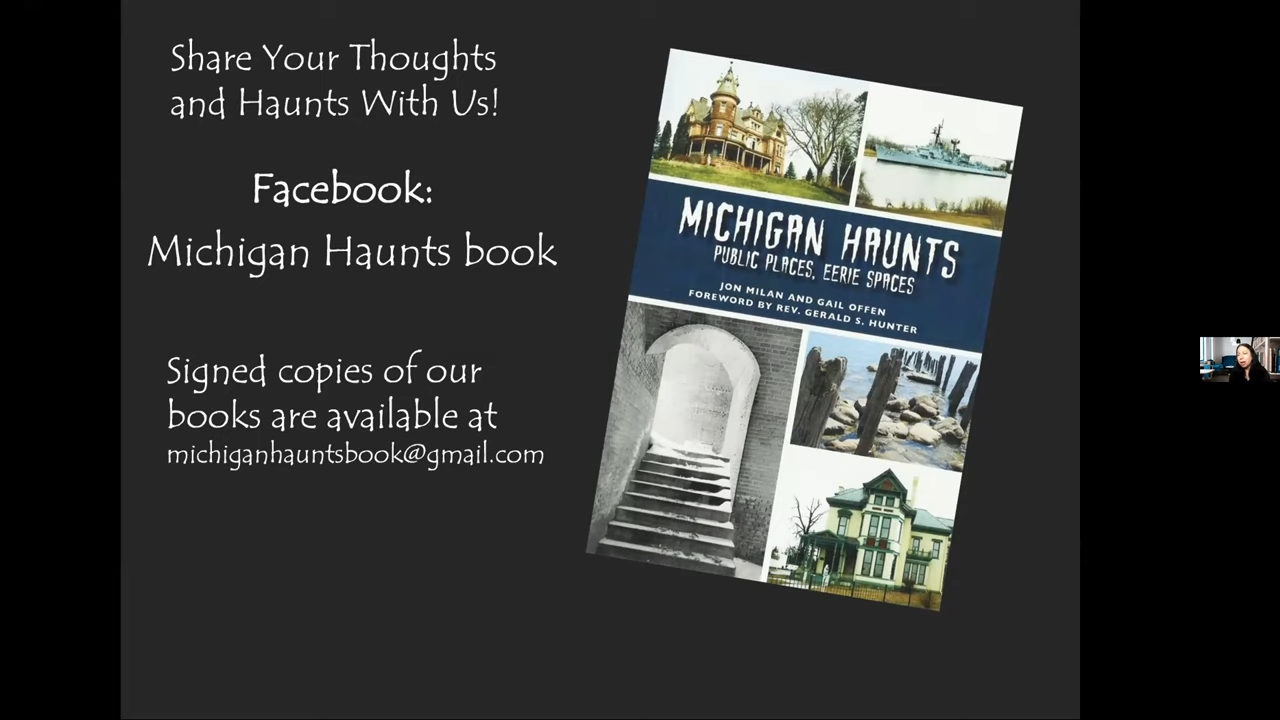 Share Your Thoughts
and Haunts With Us!
Facebook:
Michigan Haunts book
Signed copies of our
books are available at
michiganhauntsbook@gmail.com
MICHIGAN HAUNTS
PUBLIC PLACES, EERIE SPACES
JON MILAN AND GAIL OFFEN
FOREWORD BY REV. GERALD S. HUNTER